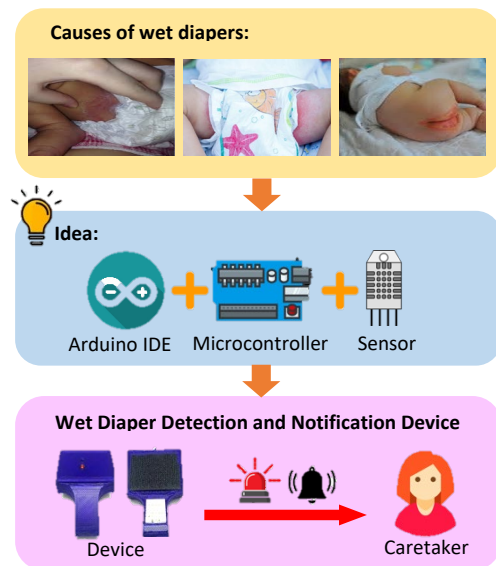 Causes of wet diapers:
Idea:
Arduino IDE
Microcontroller
Sensor
Wet Diaper Detection and Notification Device
Device
Caretaker